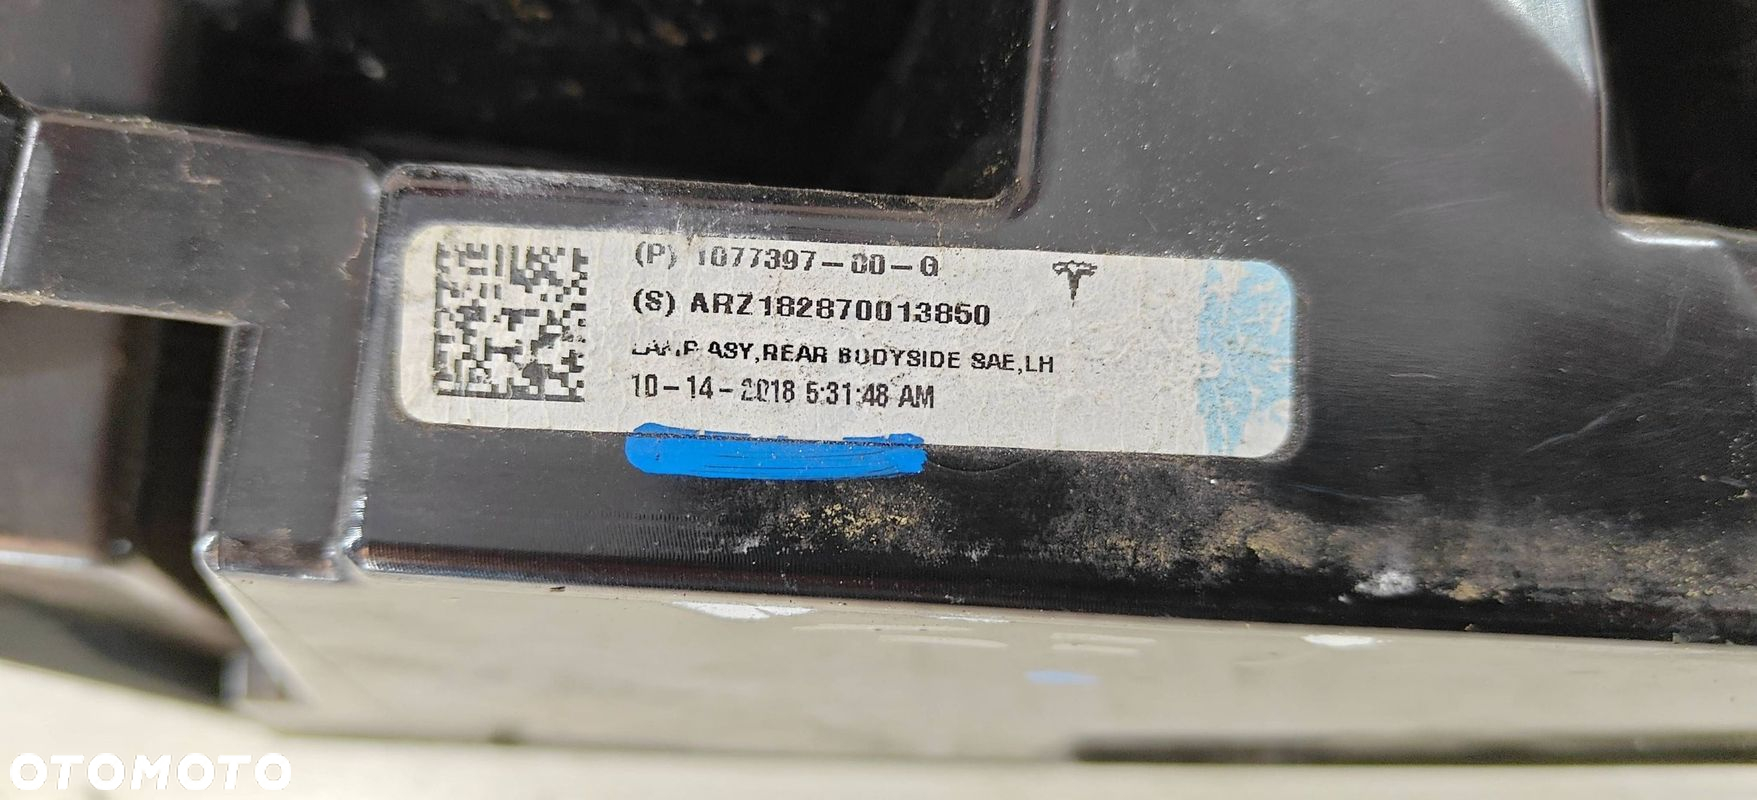 (P) 1077397-00-G
(S) ARZ182870013850
LAMP ASY,REAR BODYSIDE SAE,LH
10-14-2018 5:31:48 AM
OTOMOTO